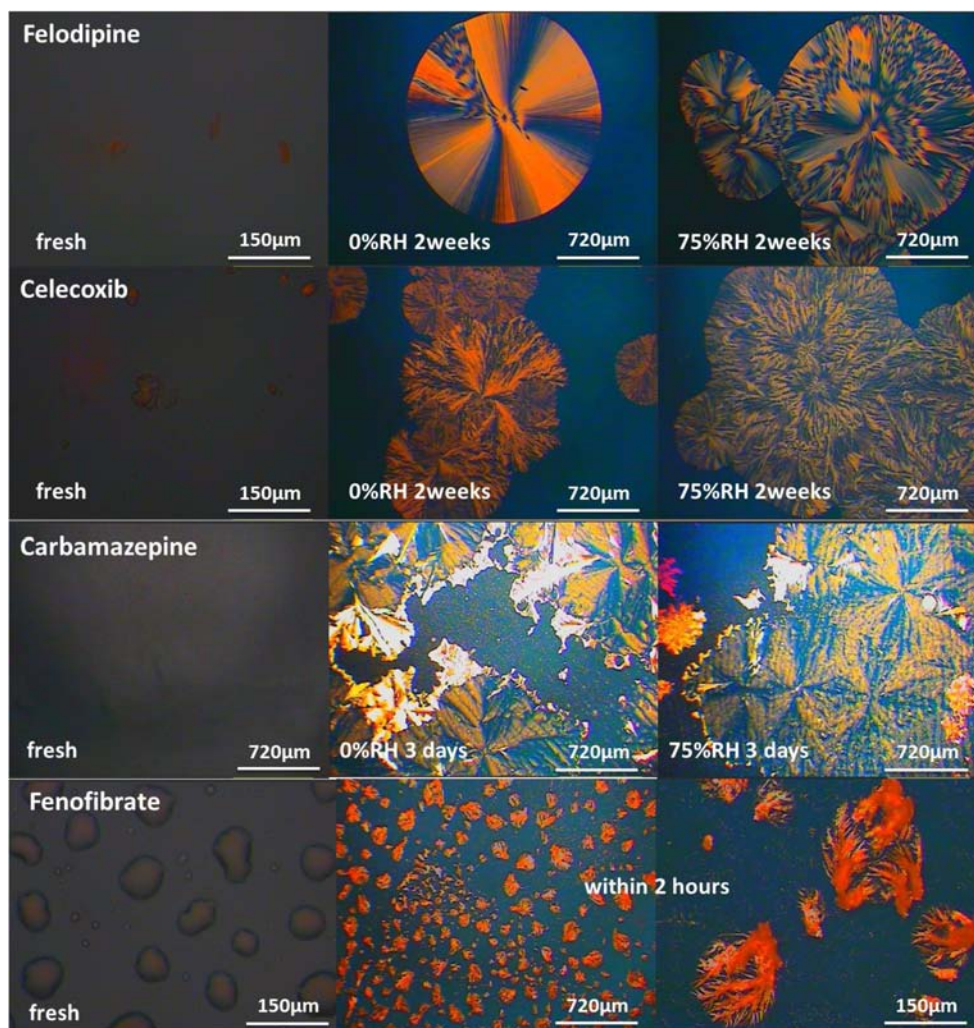 Felodipine
fresh
150µm
0%RH 2weeks
720µm
75%RH 2weeks
720µm
Celecoxib
fresh
150µm
0%RH 2weeks
720µm
75%RH 2weeks
720µm
Carbamazepine
fresh
720µm
0%RH 3 days
720µm
75%RH 3 days
720µm
Fenofibrate
within 2 hours
fresh
150µm
720µm
150µm